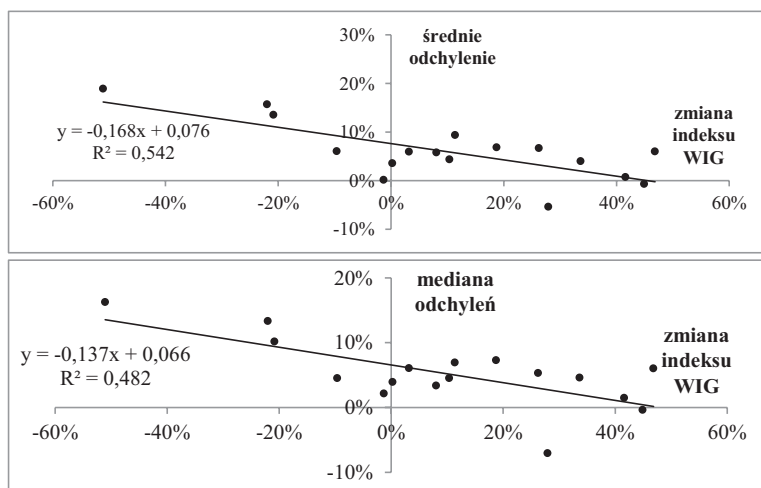 30%
średnie
odchylenie
20%
zmiana
indeksu
WIG
y = -0,168x + 0,076
R² = 0,542
10%
0%
-60%
-40%
-20%
0%
20%
40%
60%
-10%
20%
mediana
odchyleń
zmiana
indeksu
WIG
y = -0,137x + 0,066
R² = 0,482
10%
0%
-60%
-40%
-20%
0%
20%
40%
60%
-10%